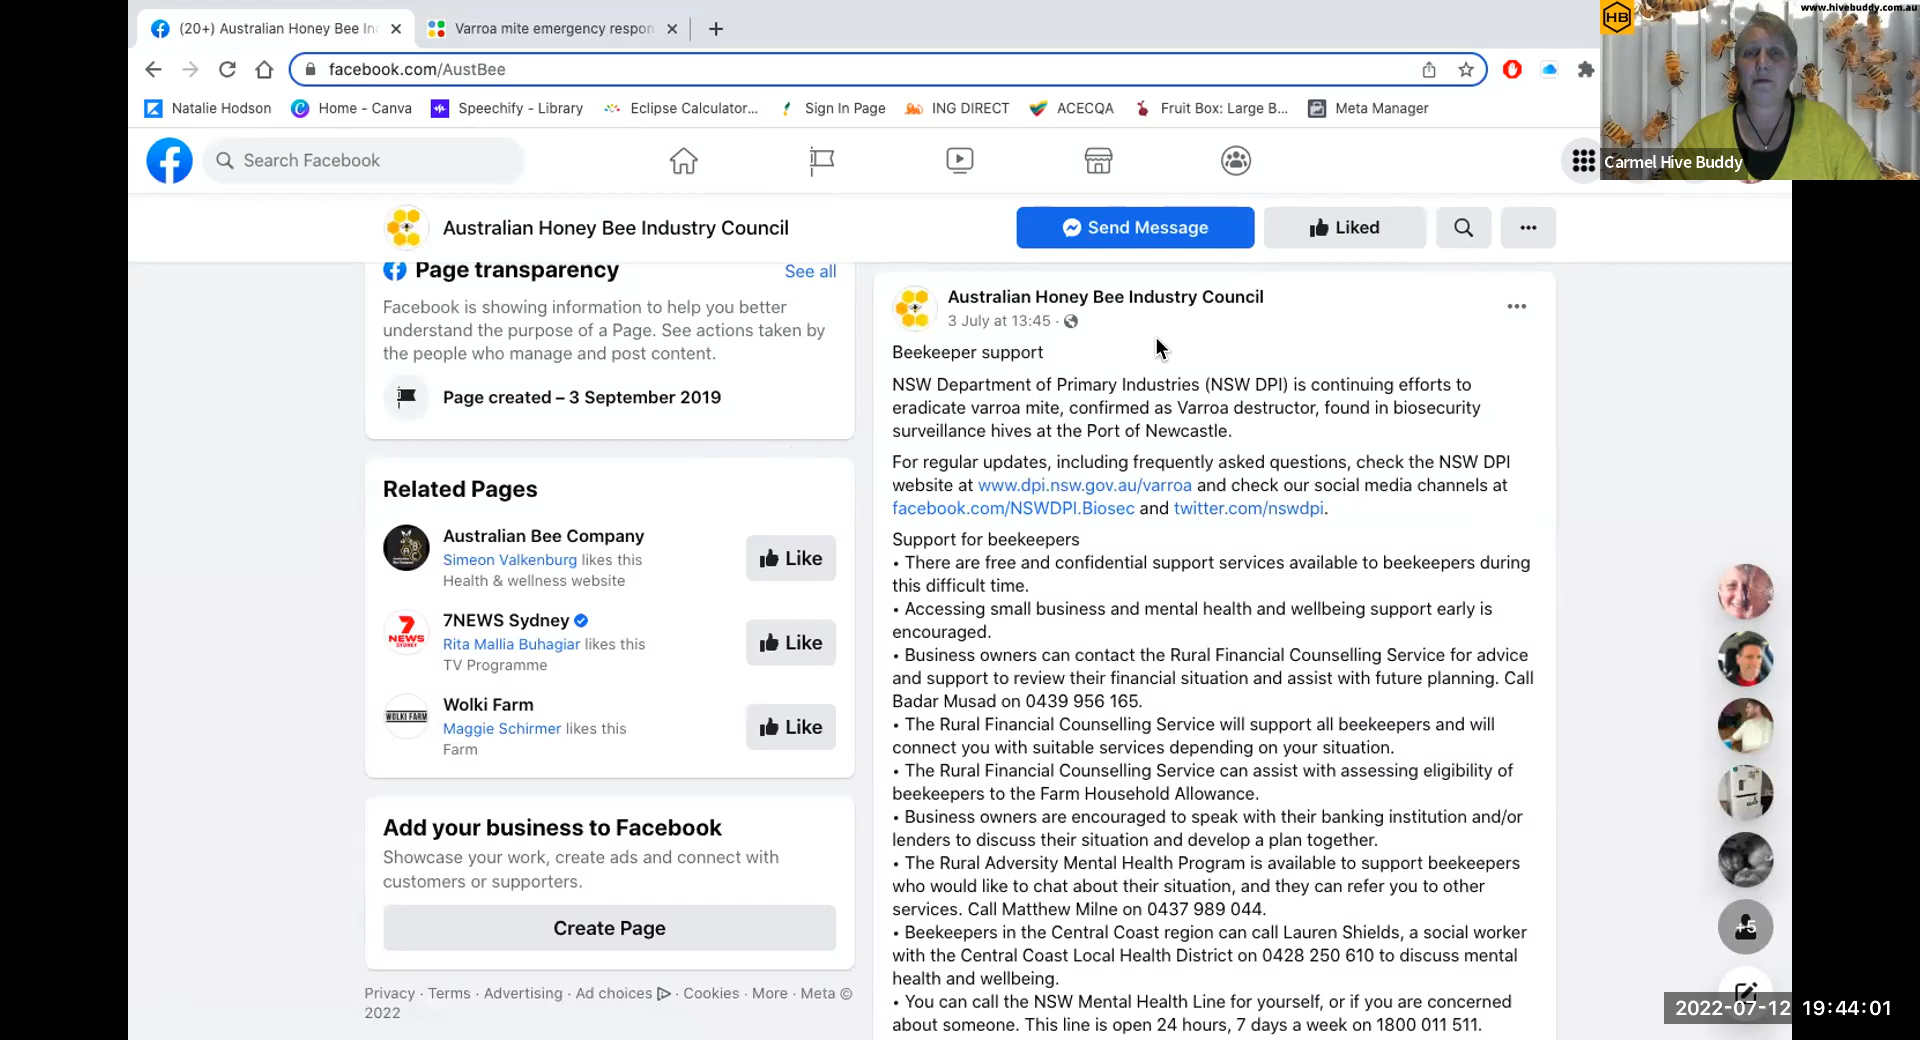 (20+) Australian Honey Bee In
Varroa mite emergency respon
www.hivebuddy.com.au
HB
facebook.com/AustBee
Natalie Hodson
Home - Canva
Speechify - Library
Eclipse Calculator...
Sign In Page
ING DIRECT
ACECQA
Fruit Box: Large B...
Meta Manager
Search Facebook
Carmel Hive Buddy
Australian Honey Bee Industry Council
Send Message
Liked
Page transparency
See all
Facebook is showing information to help you better
understand the purpose of a Page. See actions taken by
the people who manage and post content.
Page created – 3 September 2019
Related Pages
Australian Bee Company
Simeon Valkenburg likes this
Health & wellness website
Like
7NEWS Sydney
Rita Mallia Buhagiar likes this
TV Programme
7
NEWS
SYDNEY
Like
Wolki Farm
Maggie Schirmer likes this
Farm
WOLKI FARM
Like
Add your business to Facebook
Showcase your work, create ads and connect with
customers or supporters.
Create Page
Privacy · Terms · Advertising · Ad choices · Cookies · More · Meta ©
2022
Australian Honey Bee Industry Council
3 July at 13:45 ·
Beekeeper support
NSW Department of Primary Industries (NSW DPI) is continuing efforts to
eradicate varroa mite, confirmed as Varroa destructor, found in biosecurity
surveillance hives at the Port of Newcastle.
For regular updates, including frequently asked questions, check the NSW DPI
website at www.dpi.nsw.gov.au/varroa and check our social media channels at
facebook.com/NSWDPI.Biosec and twitter.com/nswdpi.
Support for beekeepers
• There are free and confidential support services available to beekeepers during
this difficult time.
• Accessing small business and mental health and wellbeing support early is
encouraged.
• Business owners can contact the Rural Financial Counselling Service for advice
and support to review their financial situation and assist with future planning. Call
Badar Musad on 0439 956 165.
• The Rural Financial Counselling Service will support all beekeepers and will
connect you with suitable services depending on your situation.
• The Rural Financial Counselling Service can assist with assessing eligibility of
beekeepers to the Farm Household Allowance.
• Business owners are encouraged to speak with their banking institution and/or
lenders to discuss their situation and develop a plan together.
• The Rural Adversity Mental Health Program is available to support beekeepers
who would like to chat about their situation, and they can refer you to other
services. Call Matthew Milne on 0437 989 044.
• Beekeepers in the Central Coast region can call Lauren Shields, a social worker
with the Central Coast Local Health District on 0428 250 610 to discuss mental
health and wellbeing.
• You can call the NSW Mental Health Line for yourself, or if you are concerned
about someone. This line is open 24 hours, 7 days a week on 1800 011 511.
+5
2022-07-12 19:44:01